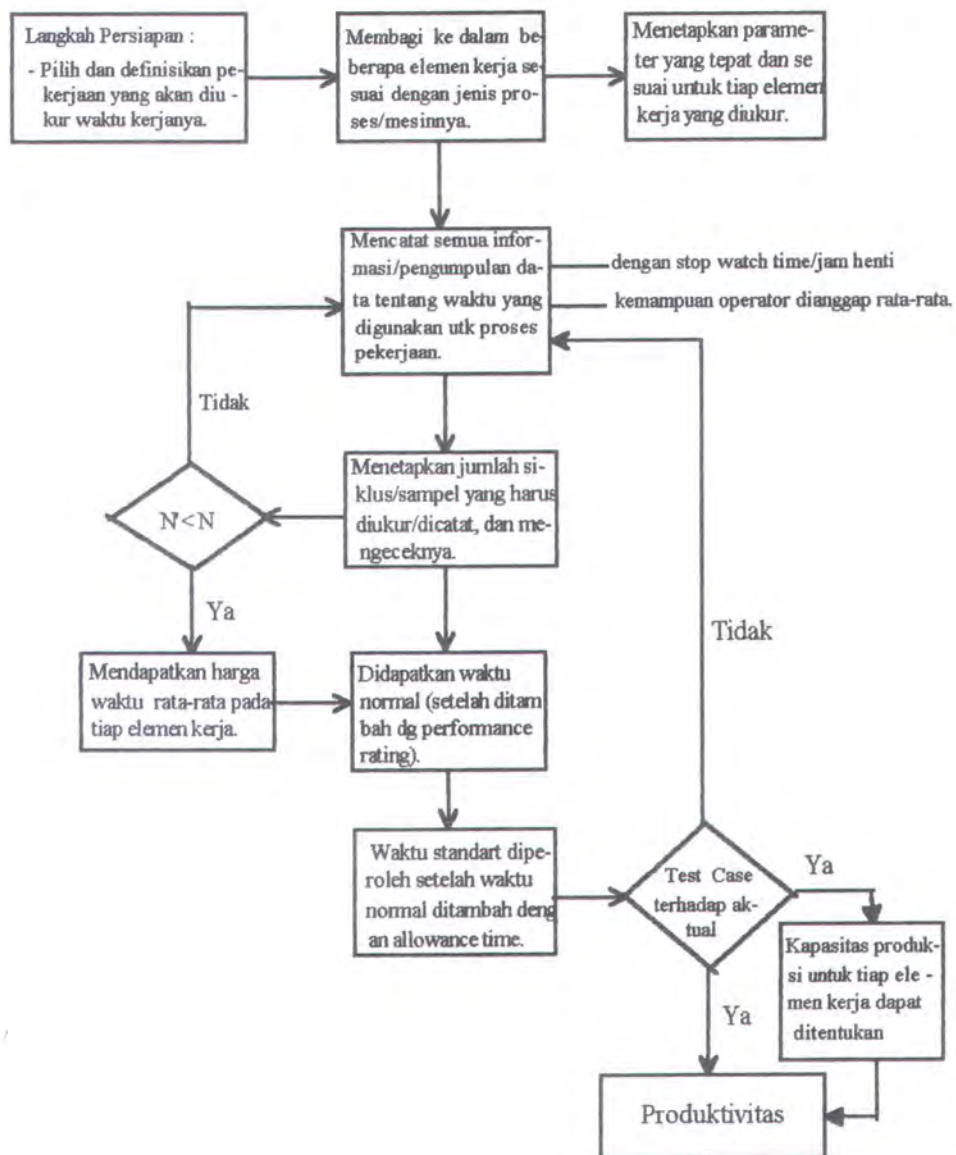 Langkah Persiapan :
- Pilih dan definisikan pe-
kerjaan yang akan diu -
kur waktu kerjanya.
Membagi ke dalam be-
berapa elemen kerja se-
suai dengan jenis pro-
ses/mesinnya.
Menetapkan parame-
ter yang tepat dan se
suai untuk tiap elemen
kerja yang diukur.
Mencatat semua infor-
masi/pengumpulan da-
ta tentang waktu yang
digunakan utk proses
pekerjaan.
dengan stop watch time/jam henti
kemampuan operator dianggap rata-rata.
Tidak
Menetapkan jumlah si-
klus/sampel yang harus
diukur/dicatat, dan me-
ngeceknya.
N'<N
Ya
Tidak
Mendapatkan harga
waktu rata-rata pada
tiap elemen kerja.
Didapatkan waktu
normal (setelah ditam
bah dg performance
rating).
Waktu standart dipe-
roleh setelah waktu
normal ditambah deng
an allowance time.
Test Case
terhadap ak-
tual
Ya
Kapasitas produk-
si untuk tiap ele -
men kerja dapat
ditentukan
Ya
Produktivitas